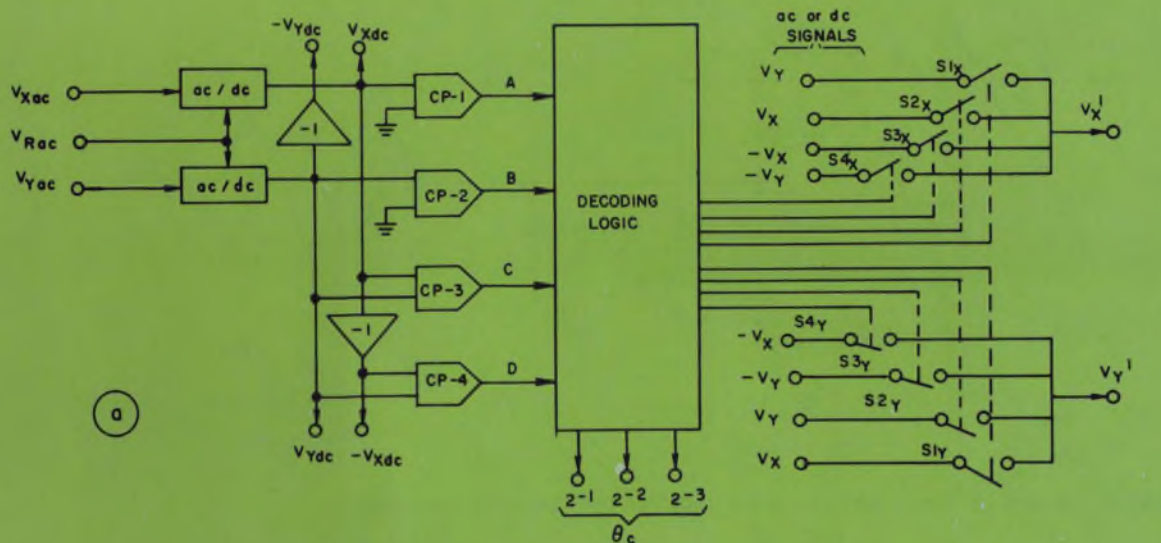 ac or dc
SIGNALS
-VYdc
VXdc
VXac
ac/dc
CP-1
A
VRac
-1
VYac
ac/dc
CP-2
B
DECODING
LOGIC
CP-3
C
-1
CP-4
D
a
VYdc
-VXdc
2-1
2-2
2-3
θc
VY
S1X
VX
S2X
-VX
S3X
-VY
S4X
VX'
-VX
S4Y
-VY
S3Y
VY
S2Y
VX
S1Y
VY'